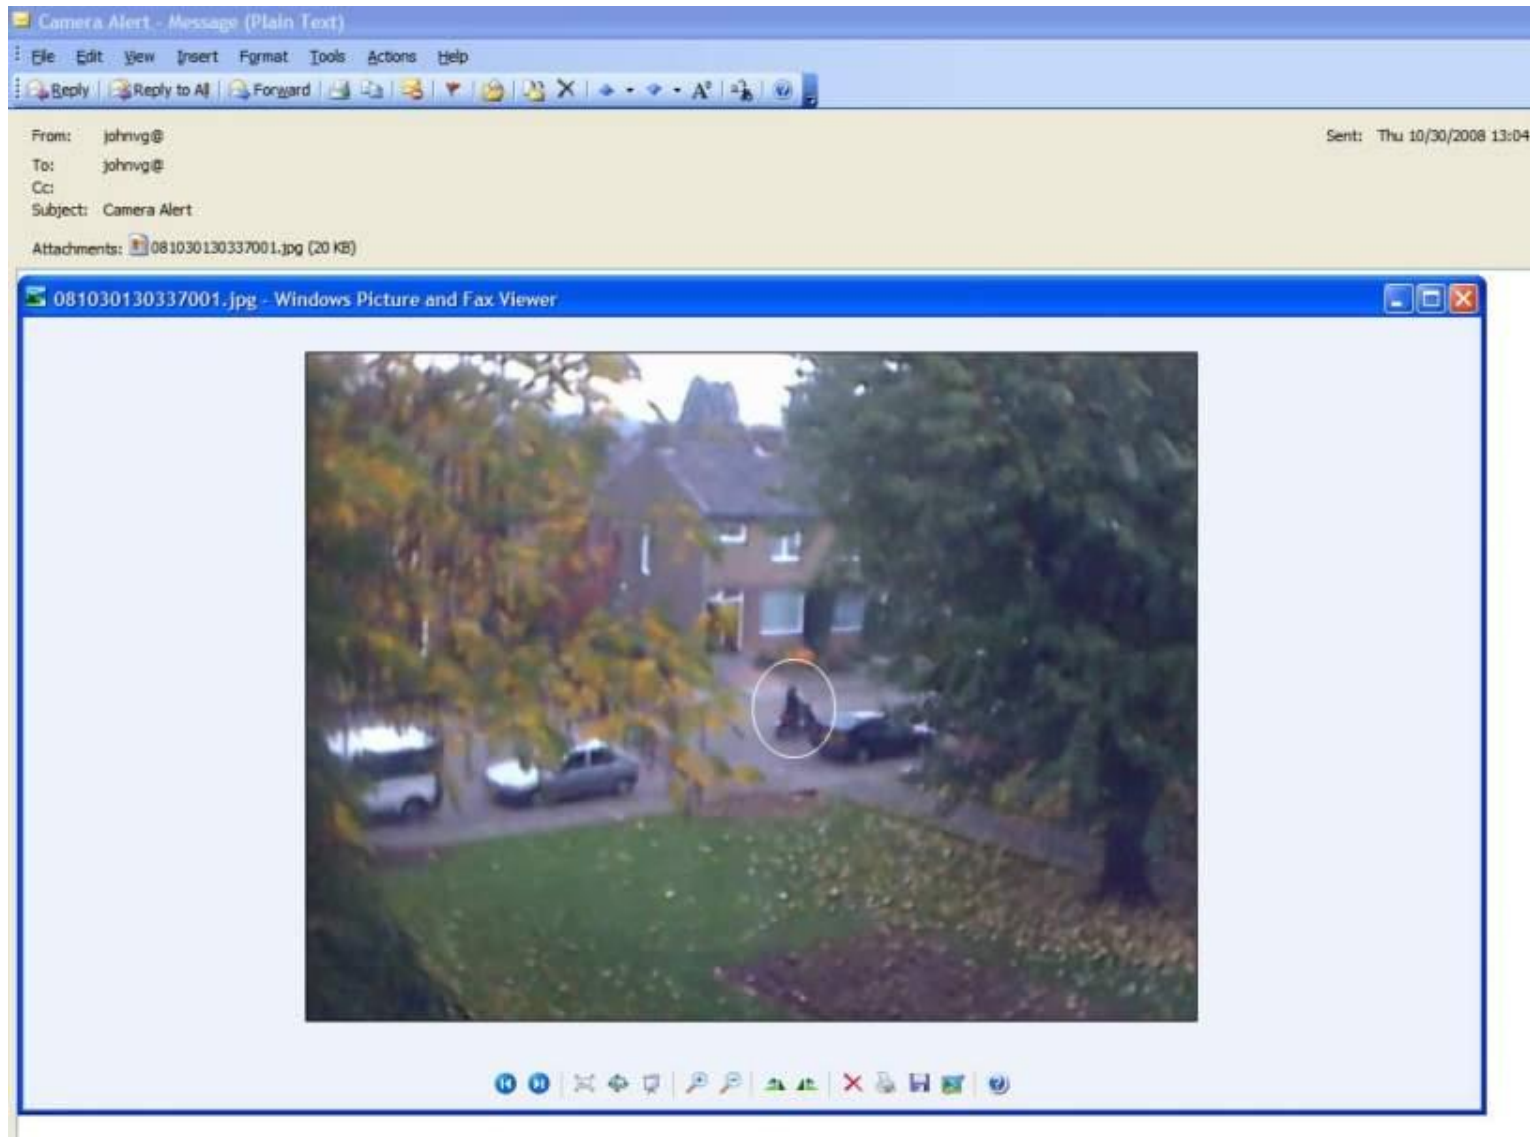 Camera Alert - Message (Plain Text)
File Edit View Insert Format Tools Actions Help
Reply Reply to All Forward
From: johnvg@ Sent: Thu 10/30/2008 13:04
To: johnvg@
Cc:
Subject: Camera Alert
Attachments: 081030130337001.jpg (20 KB)
081030130337001.jpg - Windows Picture and Fax Viewer